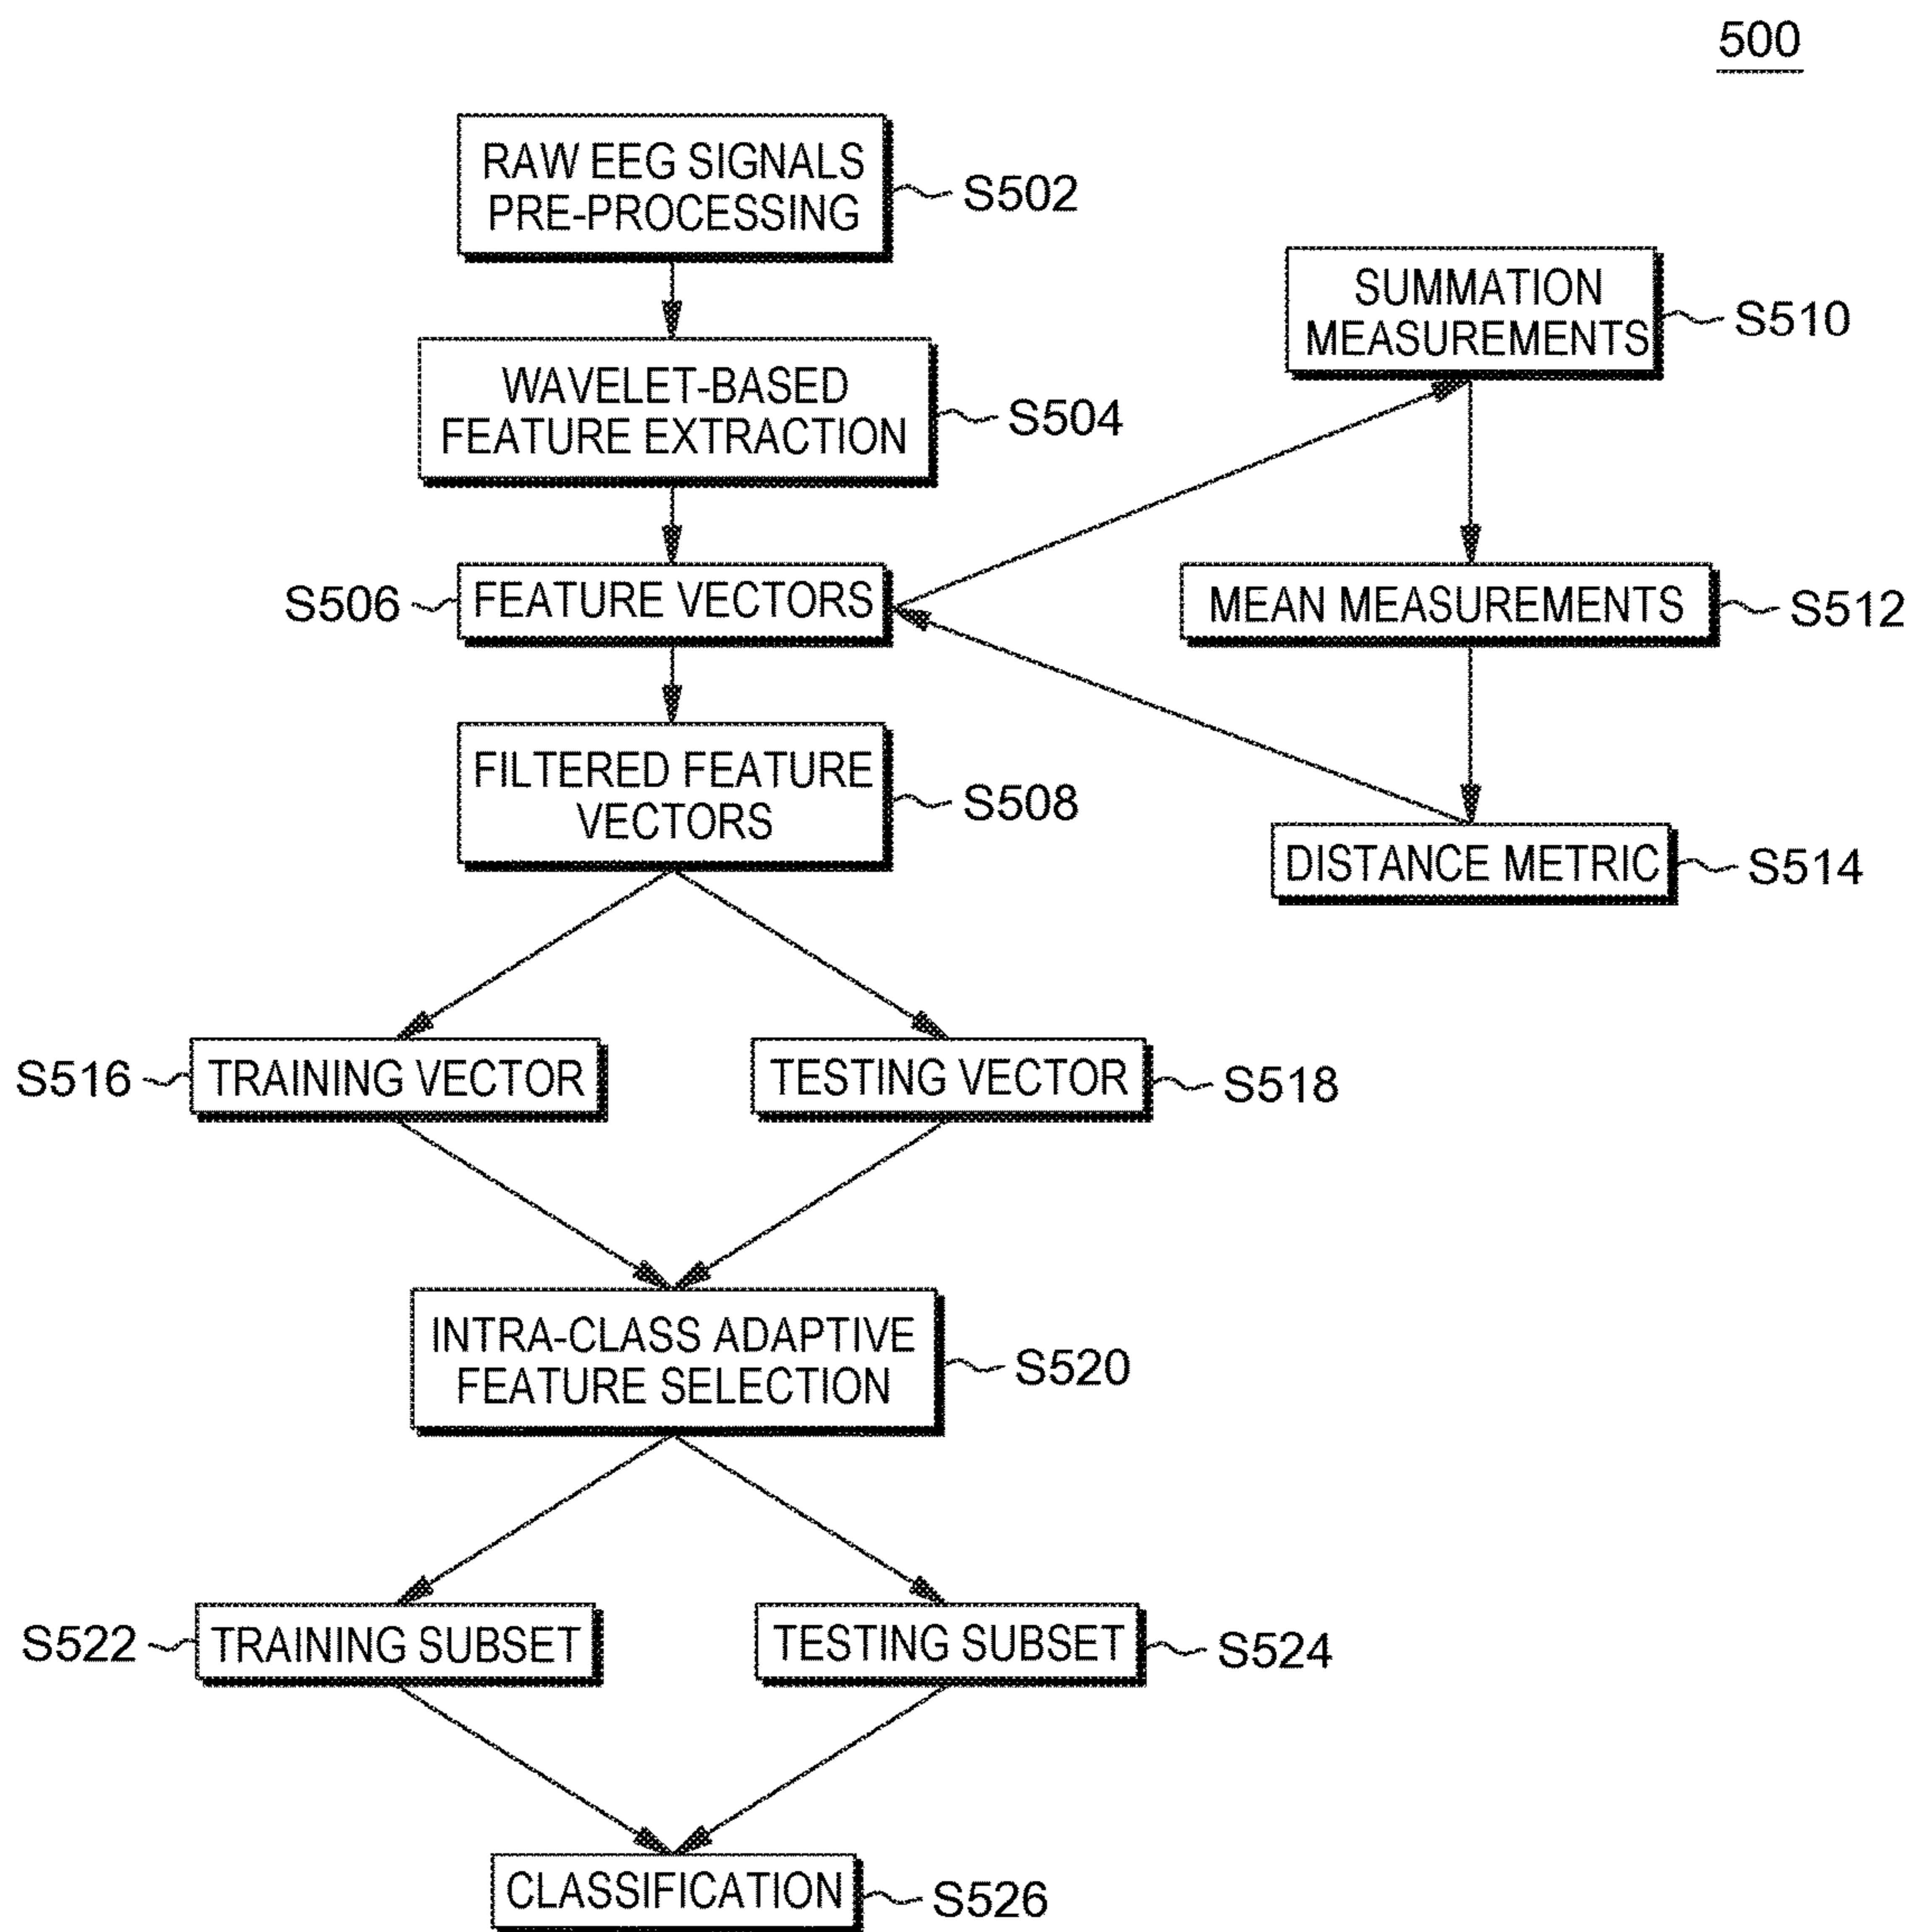 500
RAW EEG SIGNALS
PRE-PROCESSING
S502
SUMMATION
MEASUREMENTS
S510
WAVELET-BASED
FEATURE EXTRACTION
S504
S506
FEATURE VECTORS
MEAN MEASUREMENTS
S512
FILTERED FEATURE
VECTORS
S508
DISTANCE METRIC
S514
S516
TRAINING VECTOR
TESTING VECTOR
S518
INTRA-CLASS ADAPTIVE
FEATURE SELECTION
S520
S522
TRAINING SUBSET
TESTING SUBSET
S524
CLASSIFICATION
S526